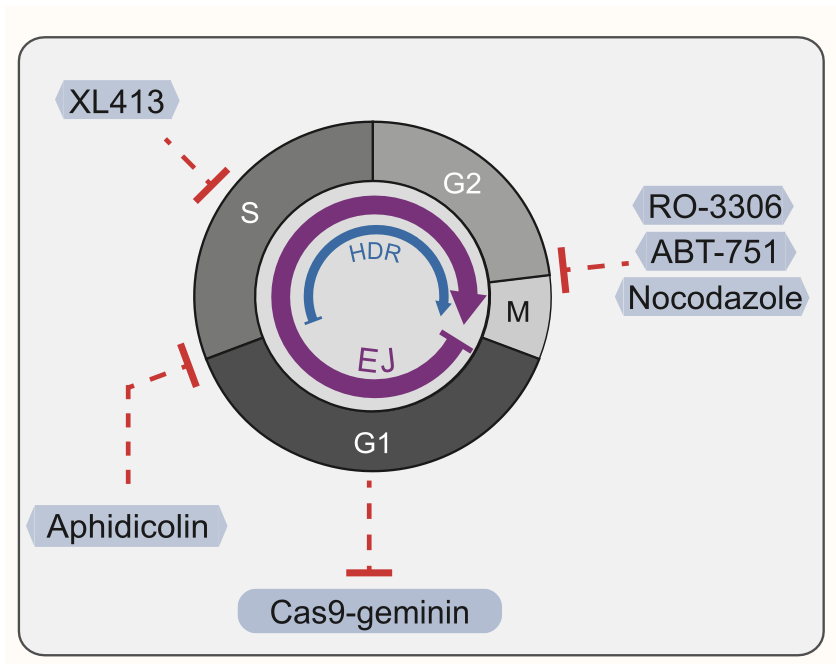 XL413
S
G2
HDR
RO-3306
ABT-751
Nocodazole
M
EJ
G1
Aphidicolin
Cas9-geminin